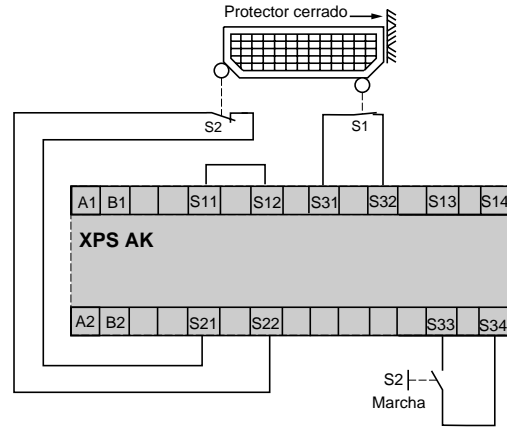 Protector cerrado
S2
S1
A1 B1 S11 S12 S31 S32 S13 S14
XPS AK
A2 B2 S21 S22 S33 S34
S2
Marcha